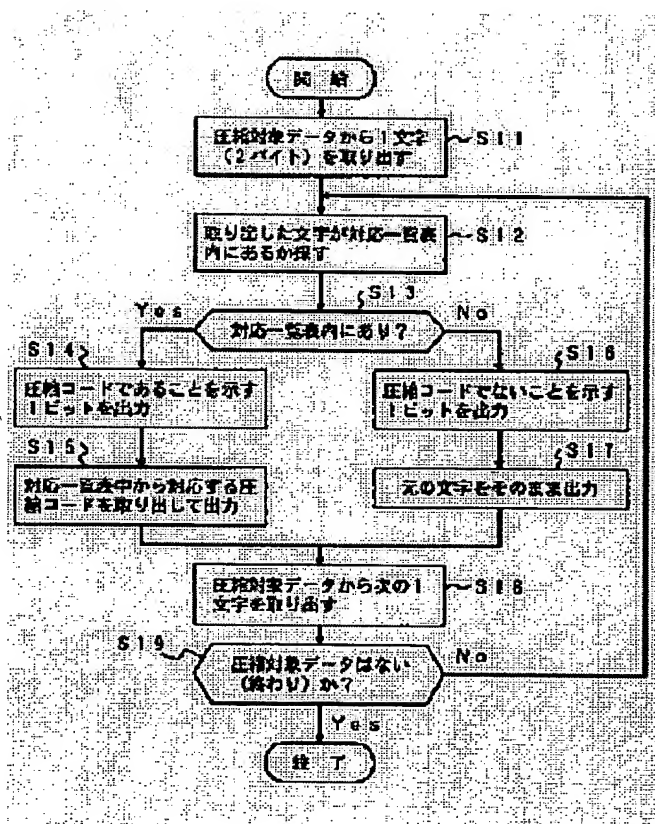 開 始
圧縮対象データから1文字
(2バイト)を取り出す
S11
取り出した文字が対応一覧表
内にあるか探す
S12
S13
対応一覧表内にあり?
Yes
No
S14
圧縮コードであることを示す
1ビットを出力
S15
対応一覧表中から対応する圧
縮コードを取り出して出力
S16
圧縮コードでないことを示す
1ビットを出力
S17
元の文字をそのまま出力
圧縮対象データから次の1
文字を取り出す
S18
S19
圧縮対象データはない
(終わり)か?
No
Yes
終 了